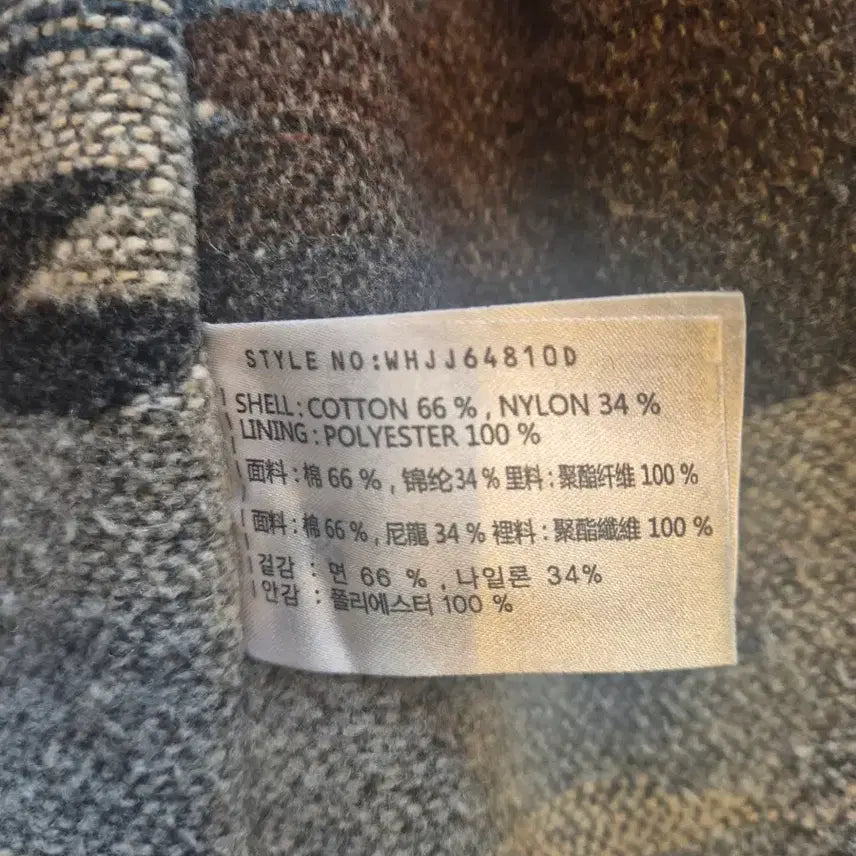 STYLE NO:WHJJ64810D
SHELL:COTTON 66 % , NYLON 34 %
LINING : POLYESTER 100 %
面料 : 棉 66 % , 锦纶34 % 里料 : 聚酯纤维 100 %
面料 : 棉 66 % , 尼龍 34 % 裡料 : 聚酯纖維 100 %
겉감 : 면 66 % , 나일론 34%
안감 : 폴리에스터 100 %